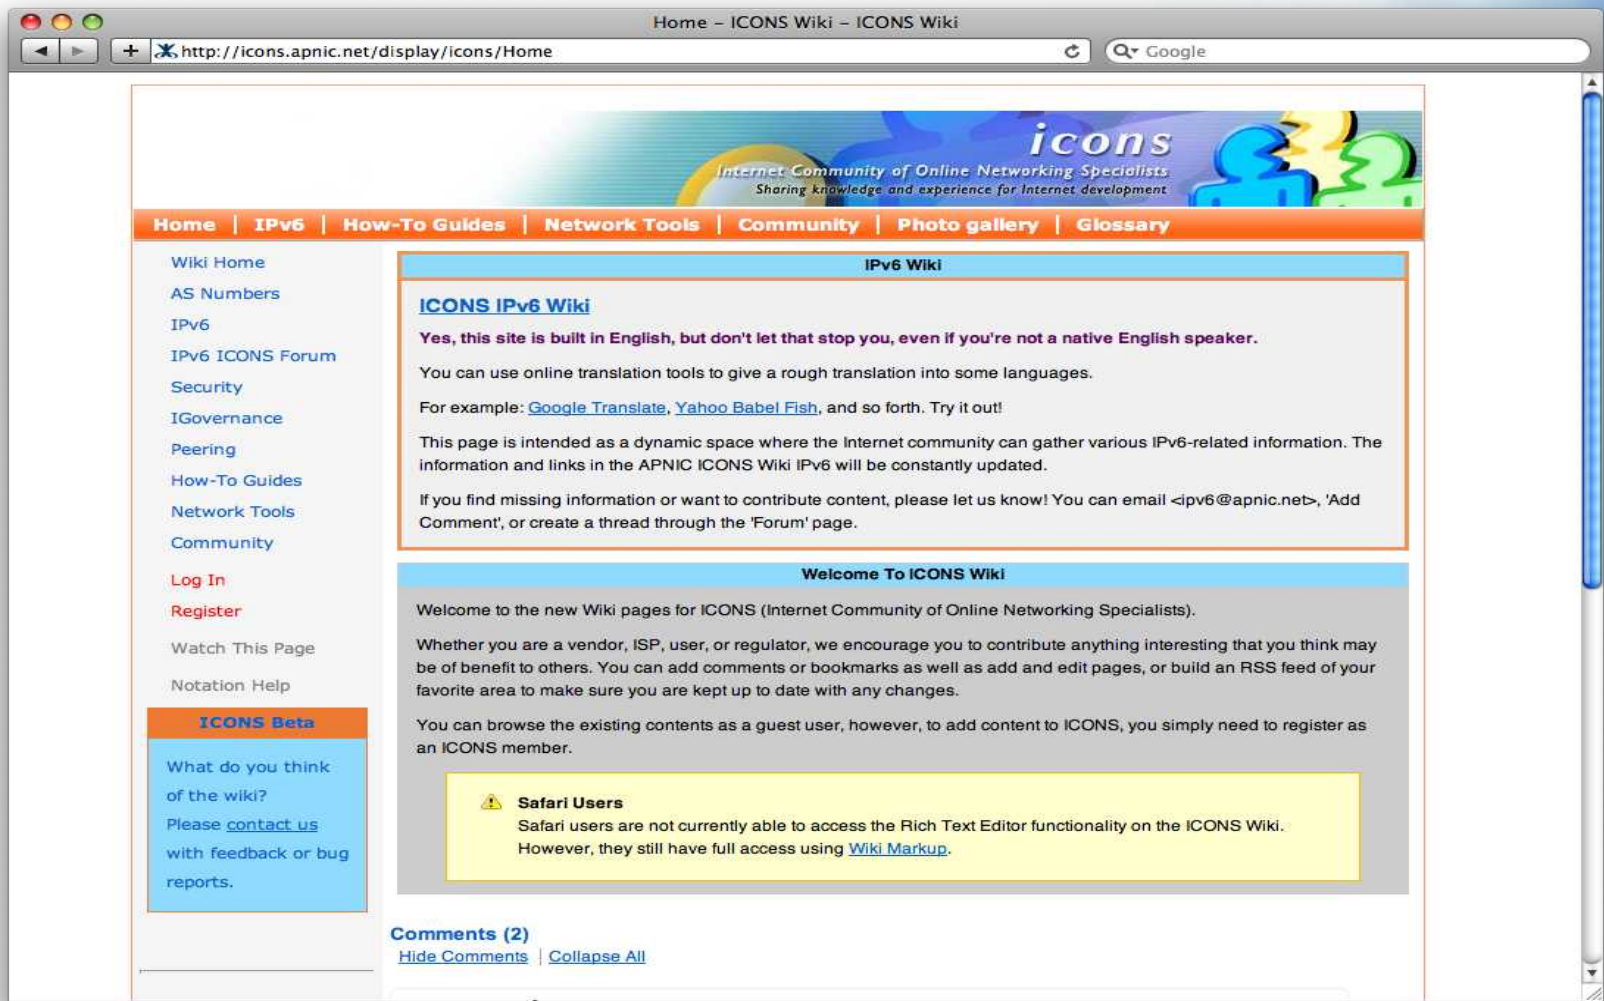 Home – ICONS Wiki – ICONS Wiki
http://icons.apnic.net/display/icons/Home
Google
icons
Internet Community of Online Networking Specialists
Sharing knowledge and experience for Internet development
Home | IPv6 | How-To Guides | Network Tools | Community | Photo gallery | Glossary
Wiki Home
AS Numbers
IPv6
IPv6 ICONS Forum
Security
IGovernance
Peering
How-To Guides
Network Tools
Community
Log In
Register
Watch This Page
Notation Help
ICONS Beta
What do you think
of the wiki?
Please contact us
with feedback or bug
reports.
IPv6 Wiki
ICONS IPv6 Wiki
Yes, this site is built in English, but don't let that stop you, even if you're not a native English speaker.
You can use online translation tools to give a rough translation into some languages.
For example: Google Translate, Yahoo Babel Fish, and so forth. Try it out!
This page is intended as a dynamic space where the Internet community can gather various IPv6-related information. The
information and links in the APNIC ICONS Wiki IPv6 will be constantly updated.
If you find missing information or want to contribute content, please let us know! You can email <ipv6@apnic.net>, 'Add
Comment', or create a thread through the 'Forum' page.
Welcome To ICONS Wiki
Welcome to the new Wiki pages for ICONS (Internet Community of Online Networking Specialists).
Whether you are a vendor, ISP, user, or regulator, we encourage you to contribute anything interesting that you think may
be of benefit to others. You can add comments or bookmarks as well as add and edit pages, or build an RSS feed of your
favorite area to make sure you are kept up to date with any changes.
You can browse the existing contents as a guest user, however, to add content to ICONS, you simply need to register as
an ICONS member.
Safari Users
Safari users are not currently able to access the Rich Text Editor functionality on the ICONS Wiki.
However, they still have full access using Wiki Markup.
Comments (2)
Hide Comments | Collapse All